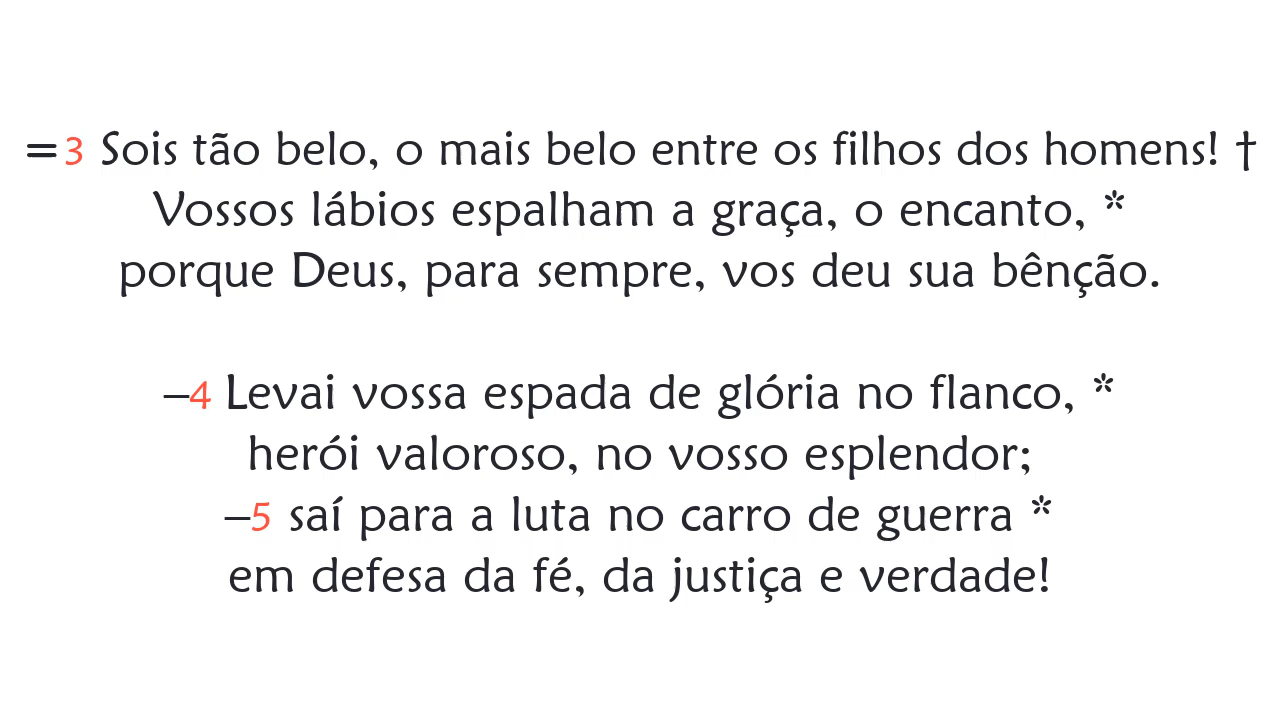 =3 Sois tão belo, o mais belo entre os filhos dos homens! †
Vossos lábios espalham a graça, o encanto, *
porque Deus, para sempre, vos deu sua bênção.
–4 Levai vossa espada de glória no flanco, *
herói valoroso, no vosso esplendor;
–5 saí para a luta no carro de guerra *
em defesa da fé, da justiça e verdade!